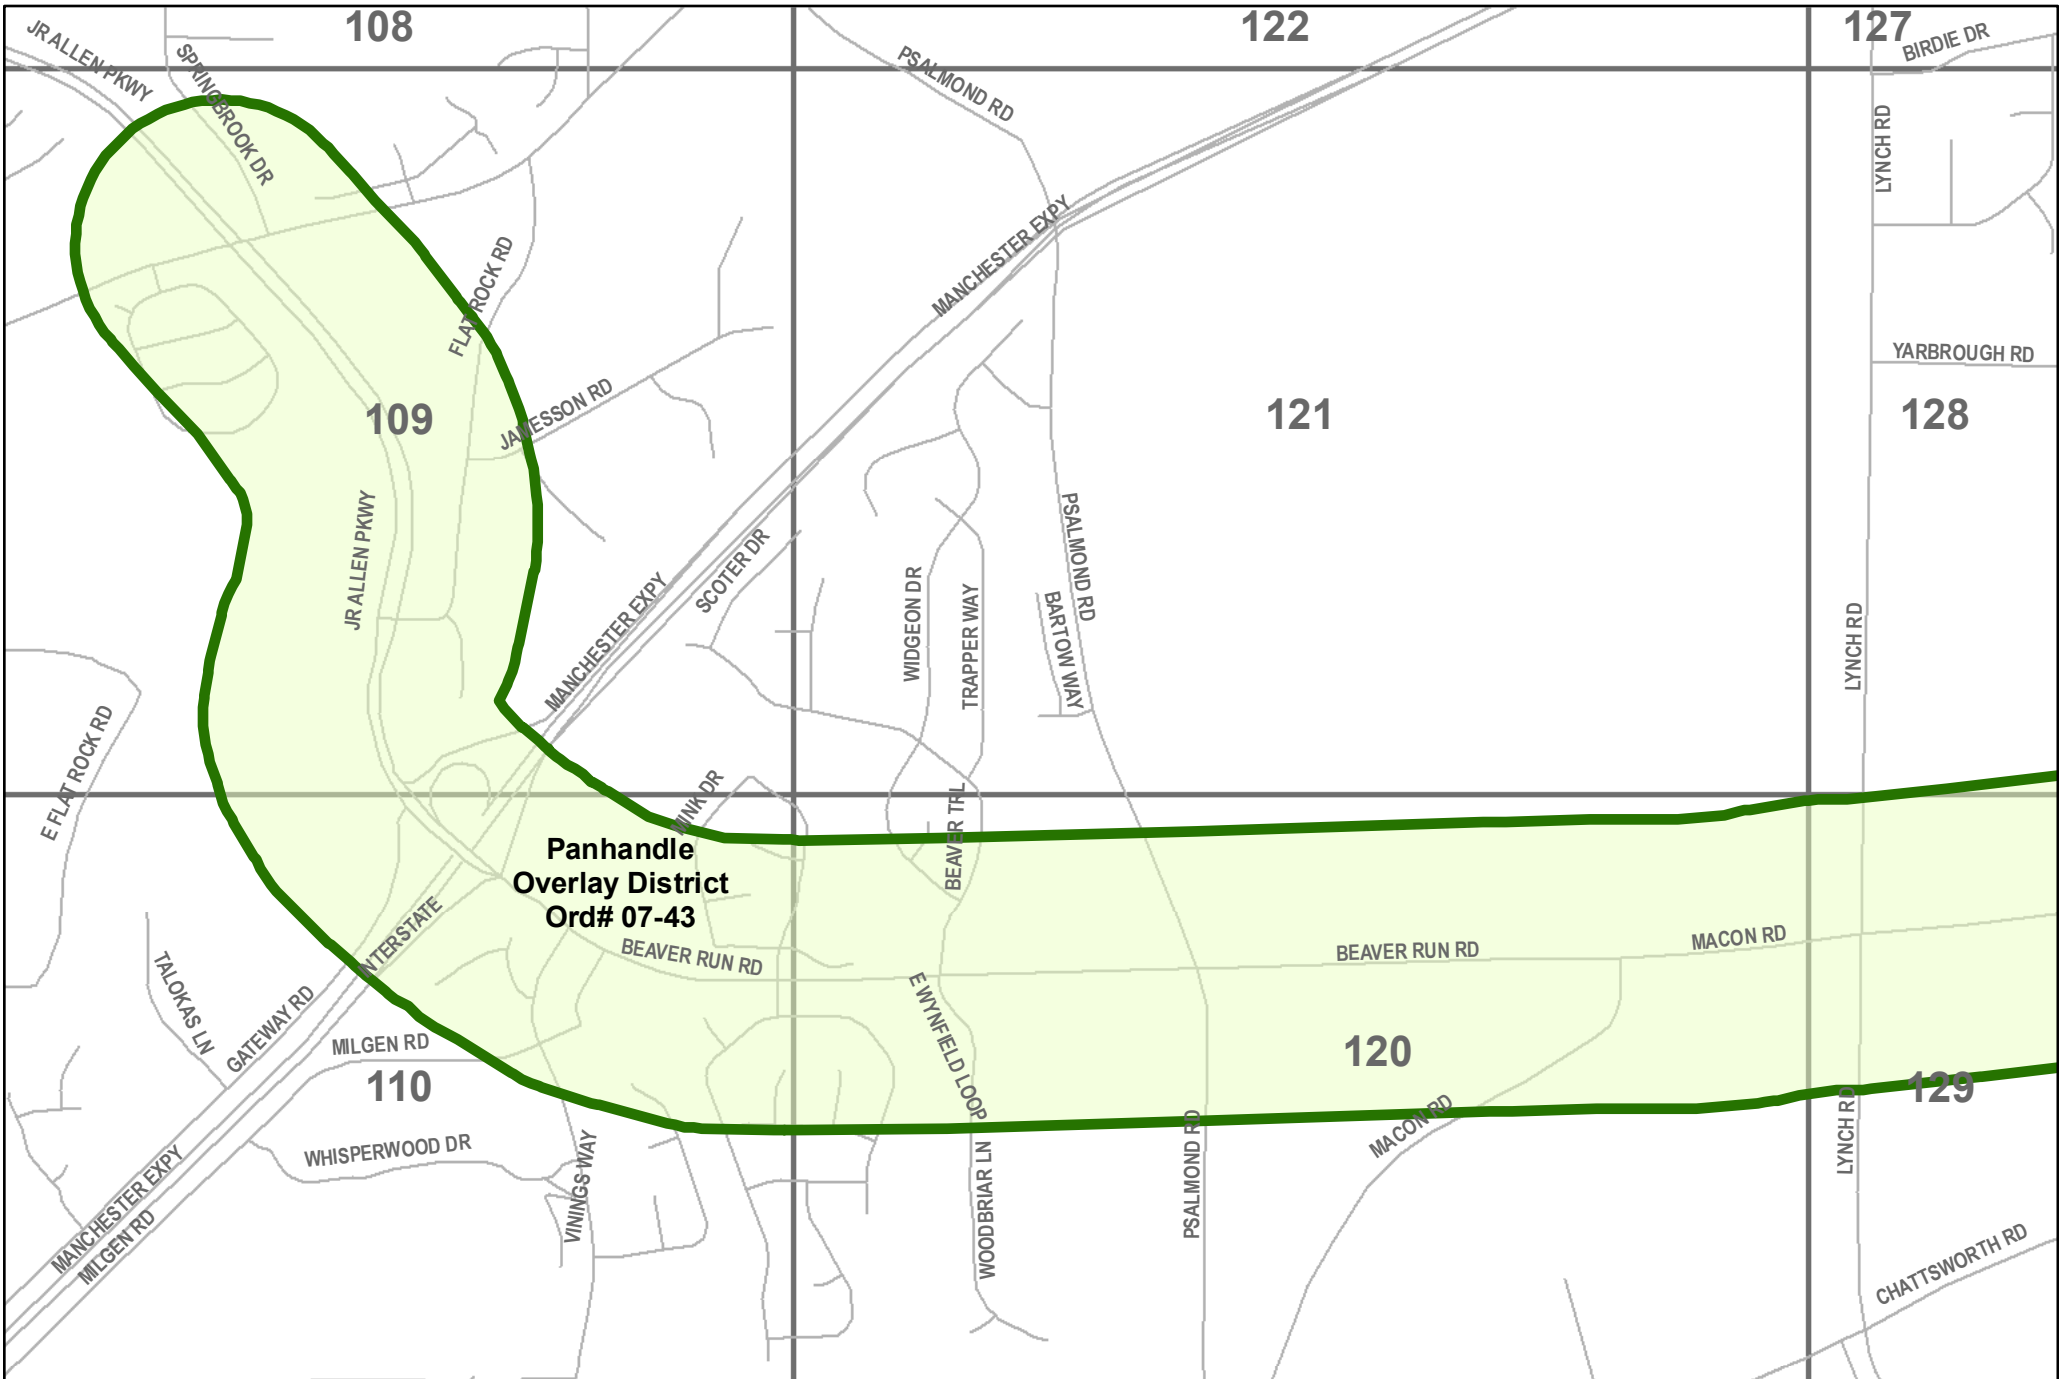 108
122
127
JR ALLEN PKWY
SPRINGBROOK DR
PSALMOND RD
BIRDIE DR
LYNCH RD
MANCHESTER EXPY
FLAT ROCK RD
YARBROUGH RD
JAMESSON RD
109
121
128
JR ALLEN PKWY
SCOTER DR
MANCHESTER EXPY
WIDGEON DR
TRAPPER WAY
PSALMOND RD
BARTOW WAY
LYNCH RD
E FLAT ROCK RD
MINK DR
BEAVER TRL
Panhandle
Overlay District
Ord# 07-43
INTERSTATE
BEAVER RUN RD
BEAVER RUN RD
MACON RD
TALOKAS LN
GATEWAY RD
E WYNFIELD LOOP
MILGEN RD
110
120
129
MACON RD
LYNCH RD
WHISPERWOOD DR
VININGS WAY
WOODBRIAR LN
PSALMOND RD
MANCHESTER EXPY
MILGEN RD
CHATTSWORTH RD